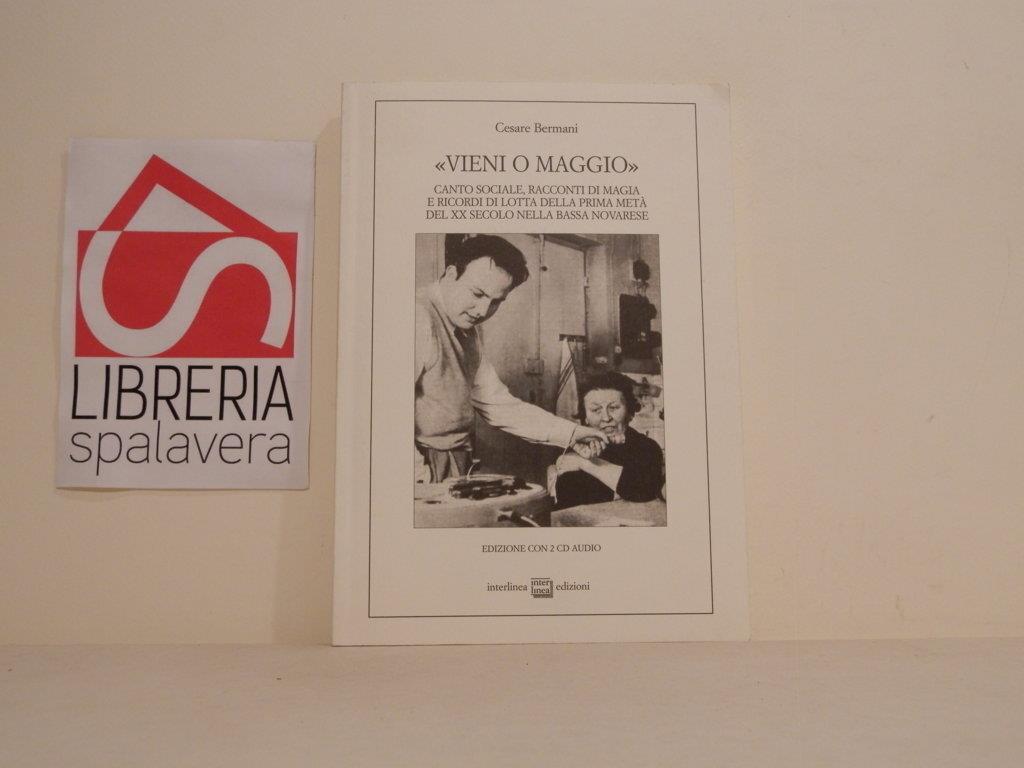 LIBRERIA
spalavera
Cesare Bermani
«VIENI O MAGGIO»
CANTO SOCIALE, RACCONTI DI MAGIA
E RICORDI DI LOTTA DELLA PRIMA METÀ
DEL XX SECOLO NELLA BASSA NOVARESE
EDIZIONE CON 2 CD AUDIO
interlinea inter linea edizioni